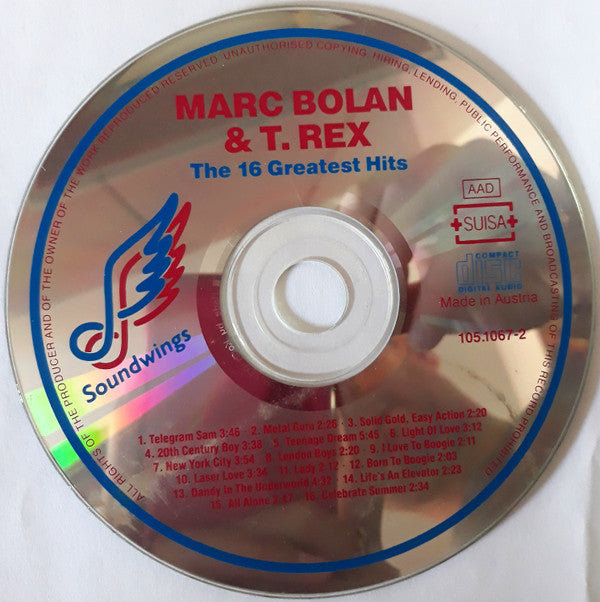 ALL RIGHTS OF THE PRODUCER AND OF THE OWNER OF THE WORK REPRODUCED RESERVED. UNAUTHORISED COPYING, HIRING, LENDING, PUBLIC PERFORMANCE AND BROADCASTING OF THIS RECORD PROHIBITED
MARC BOLAN
& T. REX
The 16 Greatest Hits
AAD
SUISA
COMPACT
disc
DIGITAL AUDIO
Made in Austria
105.1067-2
Soundwings
1. Telegram Sam 3:46 · 2. Metal Guru 2:26 · 3. Solid Gold, Easy Action 2:20
4. 20th Century Boy 3:38 · 5. Teenage Dream 5:45 · 6. Light Of Love 3:12
7. New York City 3:54 · 8. London Boys 2:20 · 9. I Love To Boogie 2:11
10. Laser Love 3:34 · 11. Lady 2:12 · 12. Born To Boogie 2:03
13. Dandy In The Underworld 4:32 · 14. Life's An Elevator 2:23
15. All Alone 2:47 · 16. Celebrate Summer 2:34